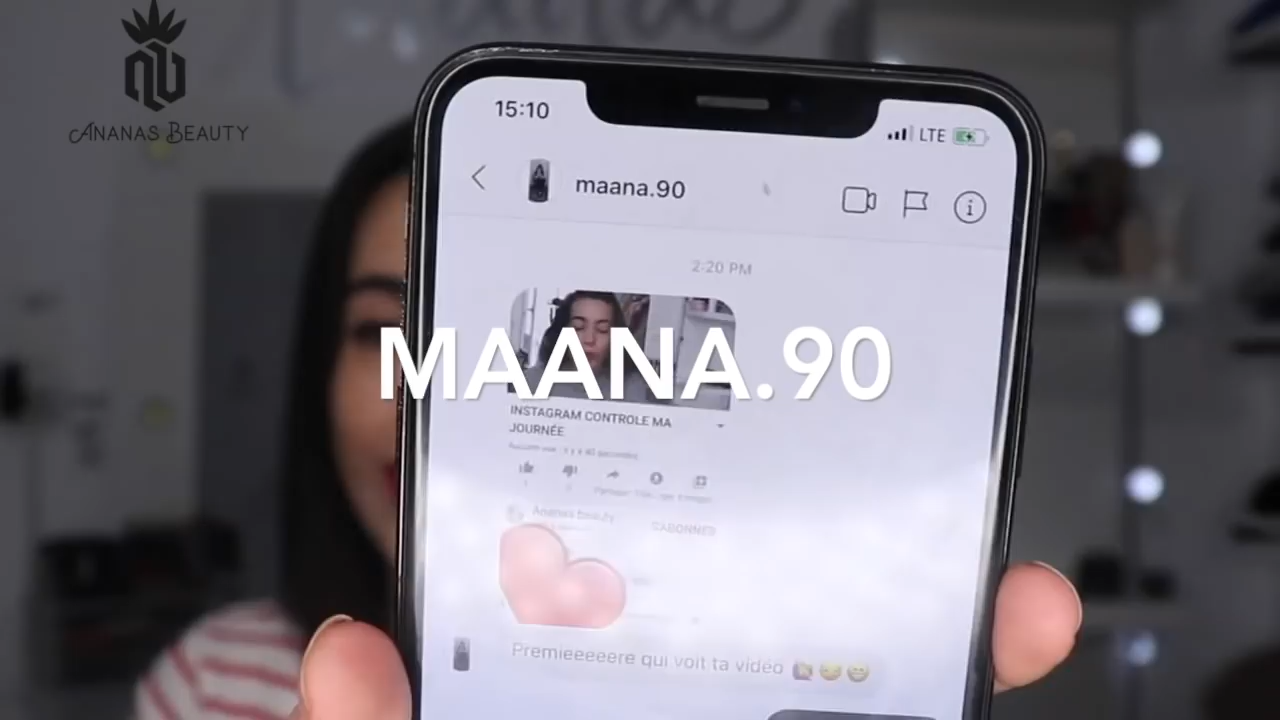 ANANAS BEAUTY
15:10
LTE
maana.90
2:20 PM
MAANA.90
INSTAGRAM CONTROLE MA
JOURNÉE
Ananas beauty
S'ABONNER
Premieeeeere qui voit ta vidéo